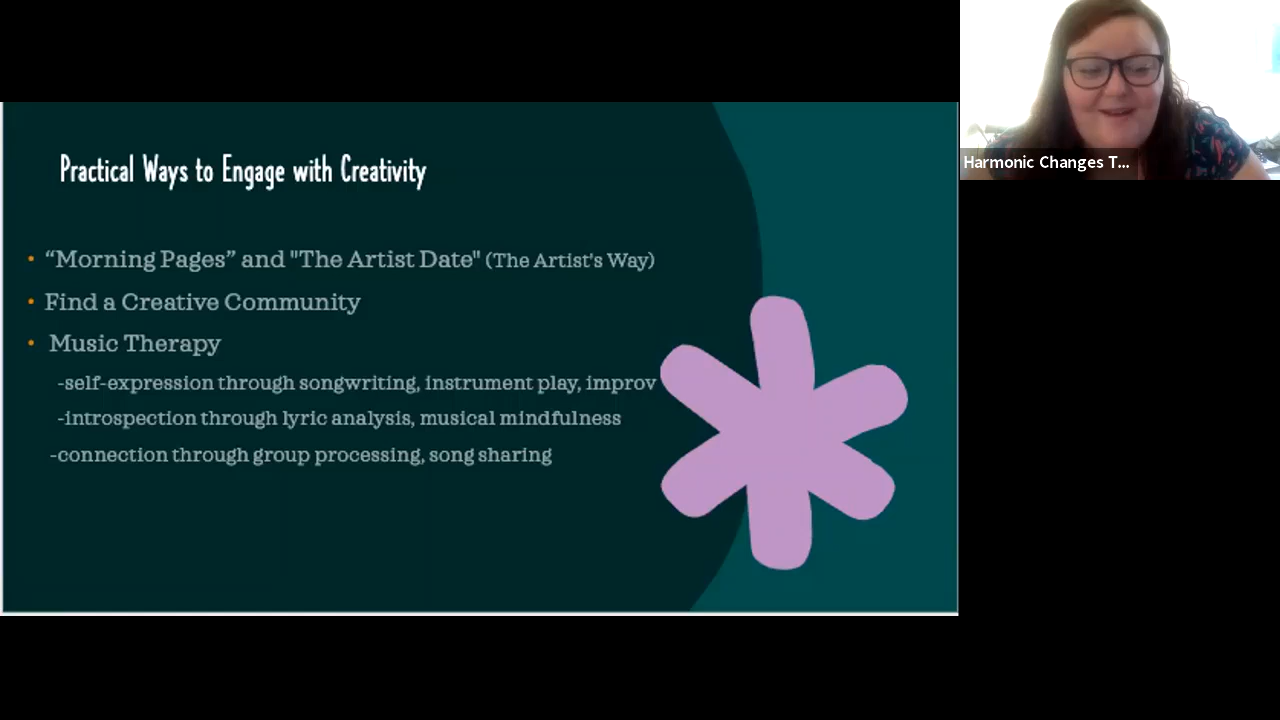 Practical Ways to Engage with Creativity
• “Morning Pages” and "The Artist Date" (The Artist's Way)
• Find a Creative Community
• Music Therapy
-self-expression through songwriting, instrument play, improv
-introspection through lyric analysis, musical mindfulness
-connection through group processing, song sharing
Harmonic Changes T...